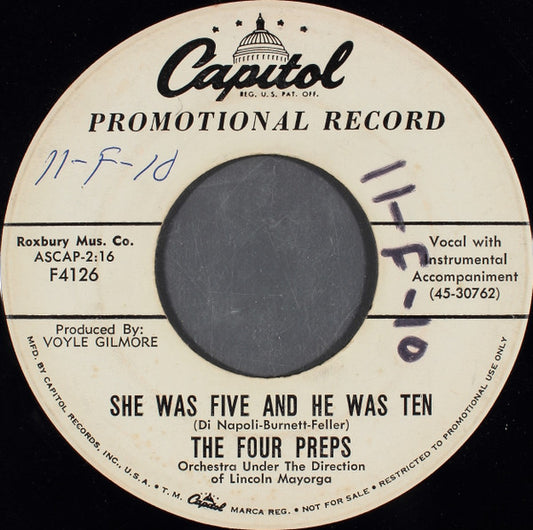 Capitol
REG. U. S. PAT. OFF.
PROMOTIONAL RECORD
11-F-10
11-F-10
Roxbury Mus. Co.
ASCAP-2:16
F4126
Vocal with
Instrumental
Accompaniment
(45-30762)
Produced By:
VOYLE GILMORE
SHE WAS FIVE AND HE WAS TEN
(Di Napoli-Burnett-Feller)
THE FOUR PREPS
Orchestra Under The Direction
of Lincoln Mayorga
MFD. BY CAPITOL RECORDS, INC., U.S.A. • T.M. Capitol MARCA REG. • NOT FOR SALE • RESTRICTED TO PROMOTIONAL USE ONLY